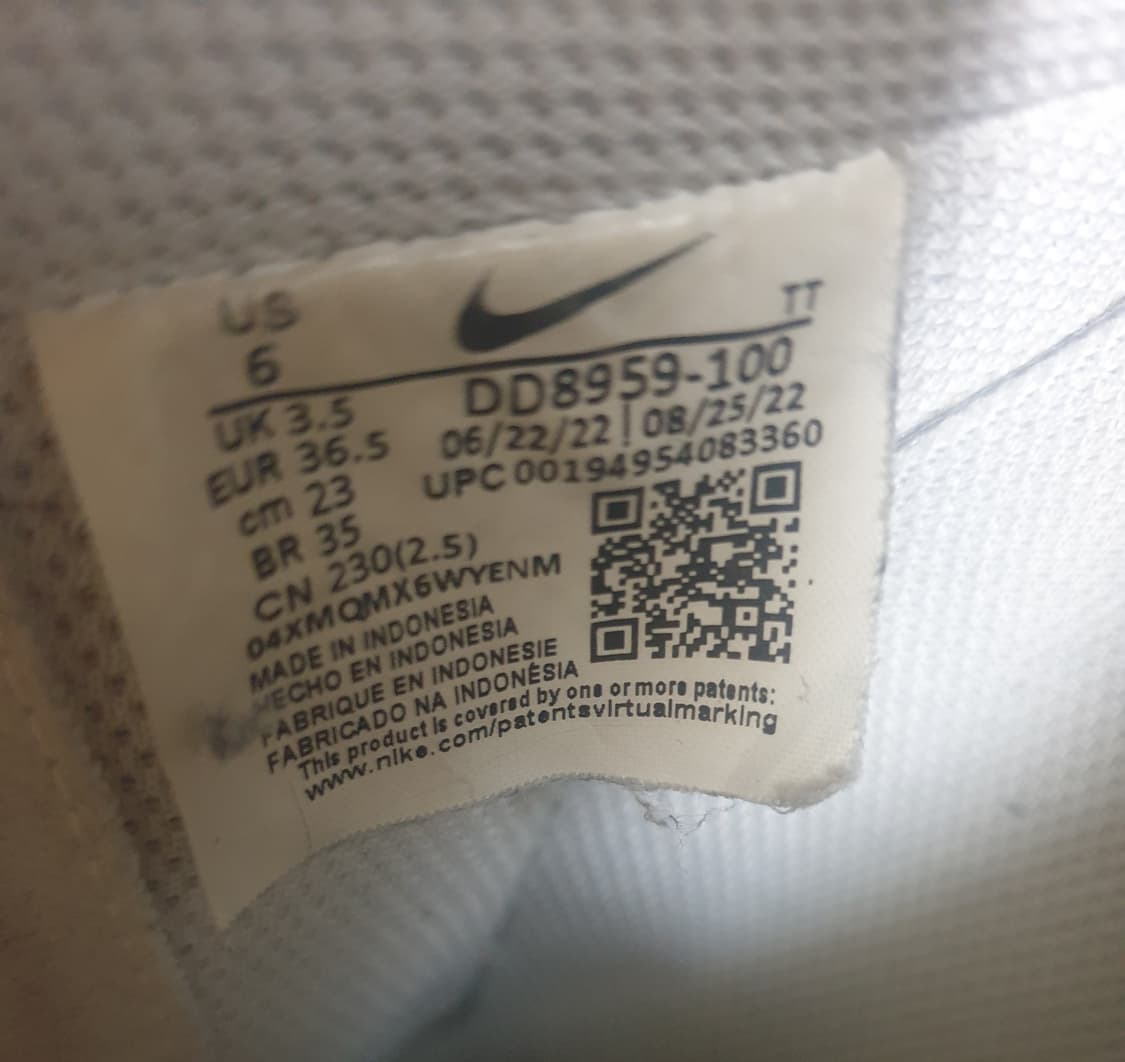 US
6
TT
UK 3.5
EUR 36.5
cm 23
BR 35
CN 230(2.5)
DD8959-100
06/22/22 | 08/25/22
UPC 00194954083360
04XMQMX6WYENM
MADE IN INDONESIA
HECHO EN INDONESIA
FABRIQUE EN INDONESIE
FABRICADO NA INDONÉSIA
This product is covered by one or more patents:
www.nike.com/patentsvirtualmarking